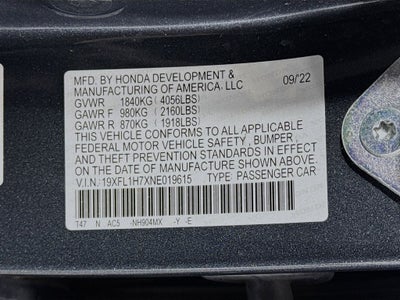 MFD. BY HONDA DEVELOPMENT & 09/22
MANUFACTURING OF AMERICA, LLC
GVWR 1840KG (4056LBS)
GAWR F 980KG (2160LBS)
GAWR R 870KG (1918LBS)
THIS VEHICLE CONFORMS TO ALL APPLICABLE
FEDERAL MOTOR VEHICLE SAFETY, BUMPER,
AND THEFT PREVENTION STANDARDS IN EFFECT
ON THE DATE OF MANUFACTURE SHOWN ABOVE.
V.I.N. 19XFL1H7XNE019615 TYPE: PASSENGER CAR
T47 N AC5 -NH904MX -Y -E